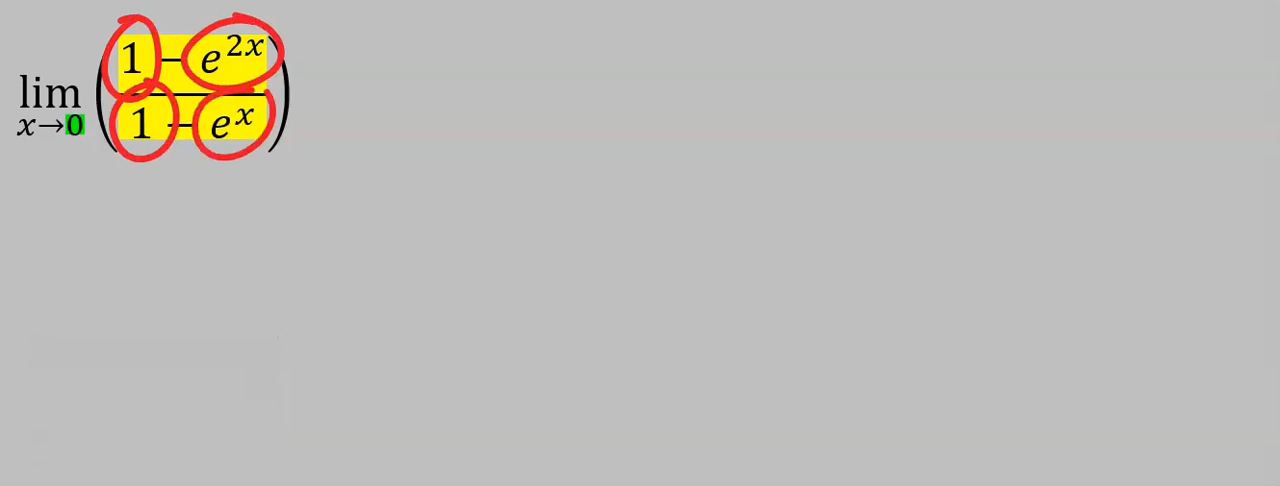 lim x→0 (1 − e^{2x} / 1 − e^x)